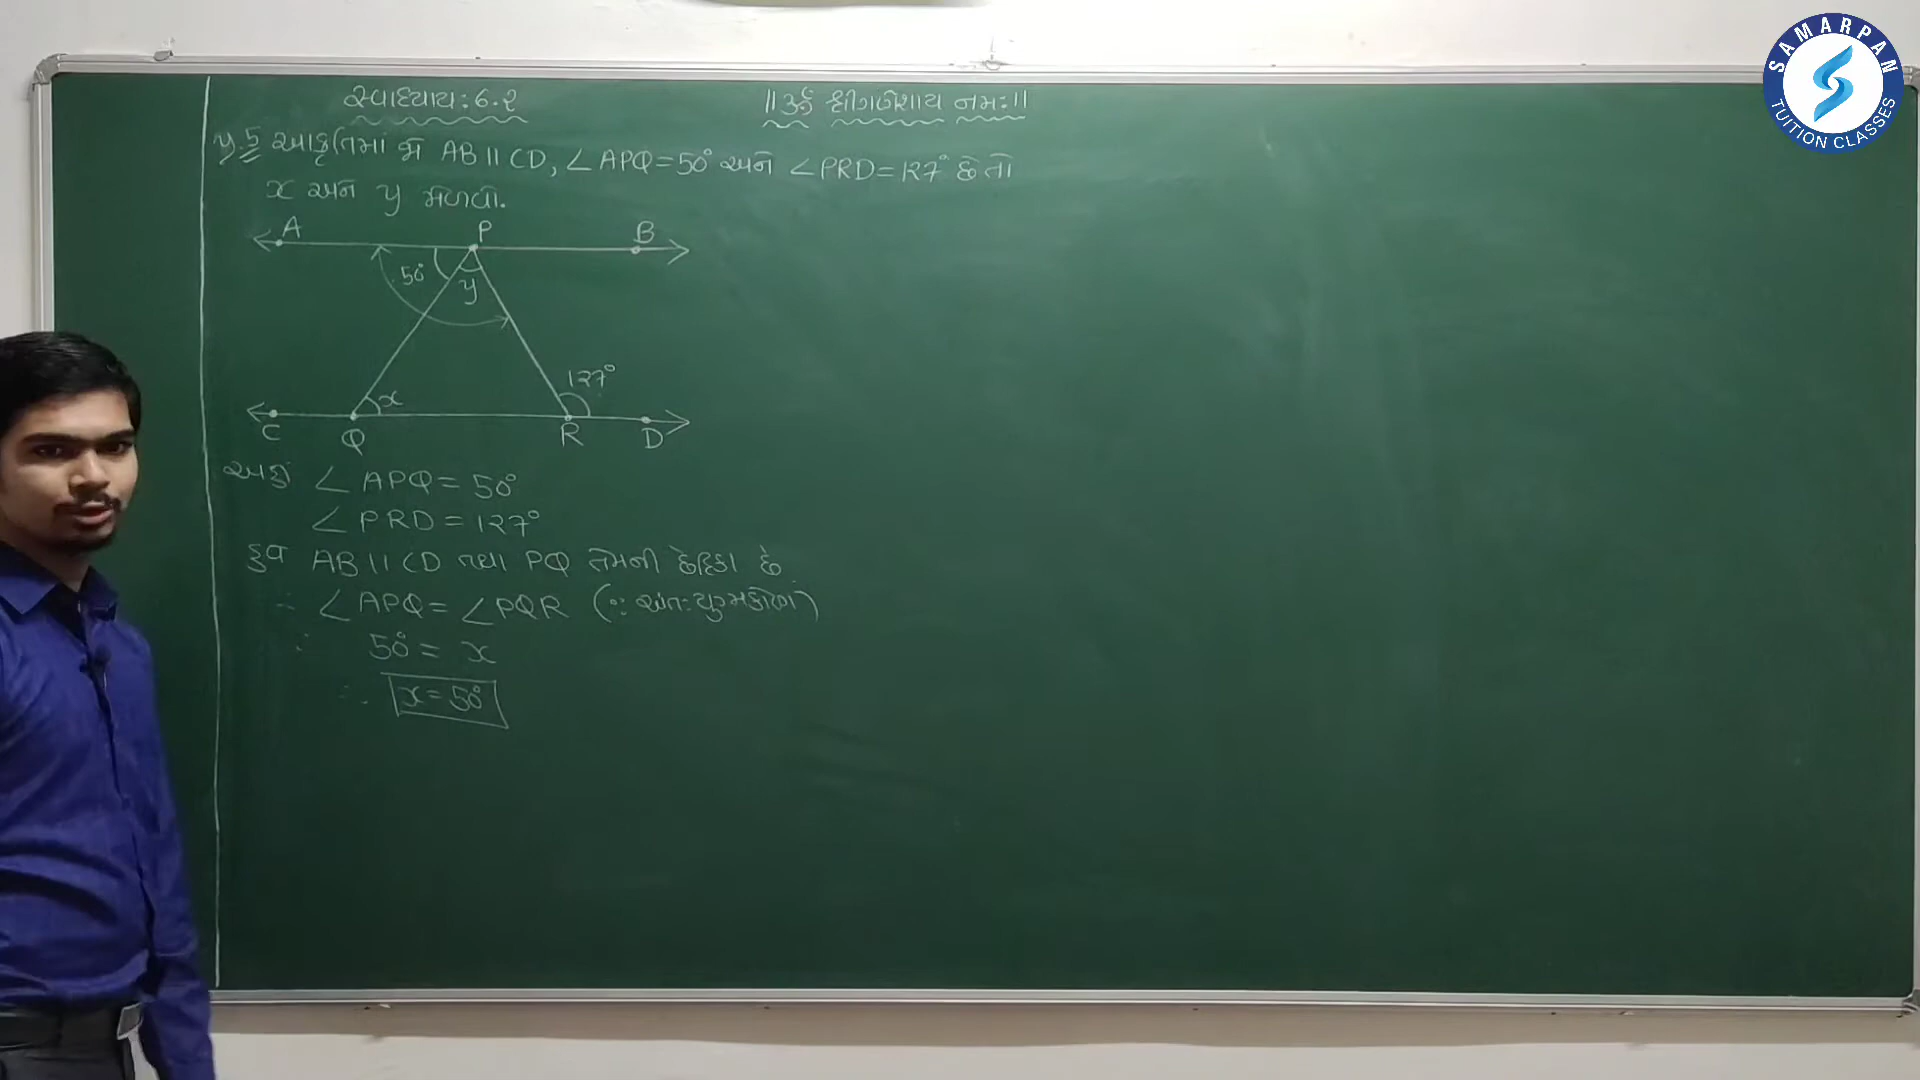 સ્વાધ્યાય: 6.2
॥ૐ શ્રીગણેશાય નમઃ॥
પ્ર.5 આકૃતિમાં જો AB || CD, ∠APQ = 50° અને ∠PRD = 127° છે તો
x અને y મેળવો.
A P B
50° y
127°
x
C Q R D
અહીં ∠APQ = 50°
∠PRD = 127°
હવે AB || CD તથા PQ તેમની છેદિકા છે
∴ ∠APQ = ∠PQR (∵ અંતઃયુગ્મકોણો)
∴ 50° = x
∴ x = 50°
SAMARPAN
TUITION CLASSES